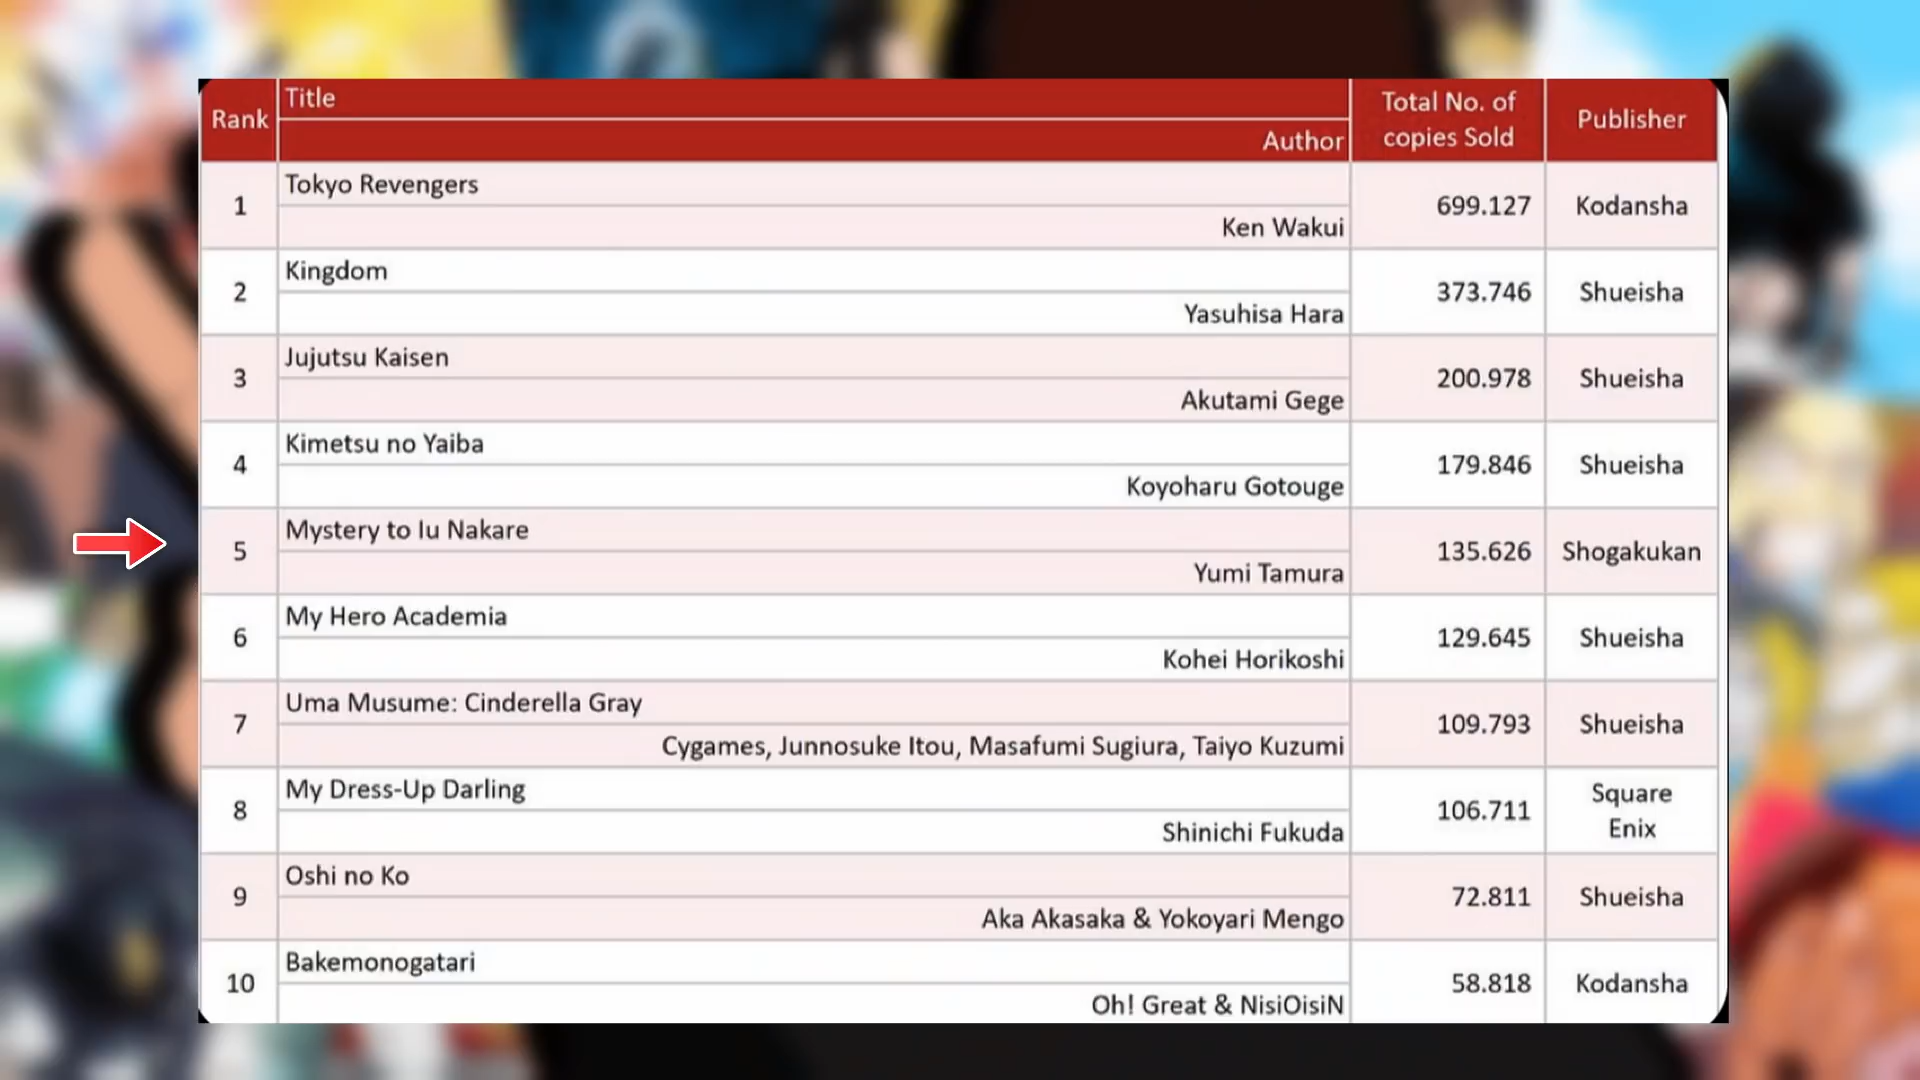 Rank
Title
Author
Total No. of
copies Sold
Publisher
1
Tokyo Revengers
Ken Wakui
699.127
Kodansha
2
Kingdom
Yasuhisa Hara
373.746
Shueisha
3
Jujutsu Kaisen
Akutami Gege
200.978
Shueisha
4
Kimetsu no Yaiba
Koyoharu Gotouge
179.846
Shueisha
5
Mystery to Iu Nakare
Yumi Tamura
135.626
Shogakukan
6
My Hero Academia
Kohei Horikoshi
129.645
Shueisha
7
Uma Musume: Cinderella Gray
Cygames, Junnosuke Itou, Masafumi Sugiura, Taiyo Kuzumi
109.793
Shueisha
8
My Dress-Up Darling
Shinichi Fukuda
106.711
Square
Enix
9
Oshi no Ko
Aka Akasaka & Yokoyari Mengo
72.811
Shueisha
10
Bakemonogatari
Oh! Great & NisiOisiN
58.818
Kodansha